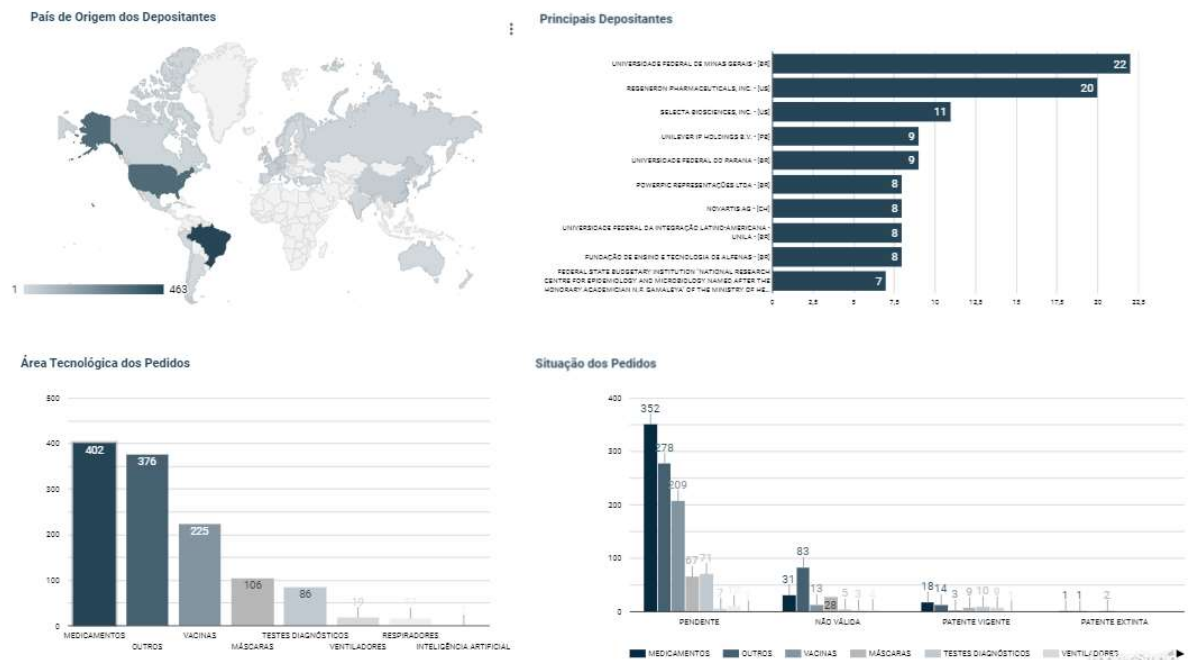 País de Origem dos Depositantes
1
463
Principais Depositantes
UNIVERSIDADE FEDERAL DE MINAS GERAIS - [BR]
22
REGENERON PHARMACEUTICALS, INC. - [US]
20
SELECTA BIOSCIENCES, INC. - [US]
11
UNILEVER IP HOLDINGS B.V. - [PB]
9
UNIVERSIDADE FEDERAL DO PARANA - [BR]
9
POWERPIC REPRESENTAÇÕES LTDA - [BR]
8
NOVARTIS AG - [CH]
8
UNIVERSIDADE FEDERAL DA INTEGRAÇÃO LATINO-AMERICANA -
UNILA - [BR]
8
FUNDAÇÃO DE ENSINO E TECNOLOGIA DE ALFENAS - [BR]
8
FEDERAL STATE BUDGETARY INSTITUTION "NATIONAL RESEARCH
CENTRE FOR EPIDEMIOLOGY AND MICROBIOLOGY NAMED AFTER THE
HONORARY ACADEMICIAN N.F. GAMALEYA" OF THE MINISTRY OF HE...
7
0 2,5 5 7,5 10 12,5 15 17,5 20 22,5
Área Tecnológica dos Pedidos
500
400
300
200
100
0
402
376
225
106
86
MEDICAMENTOS
OUTROS
VACINAS
MÁSCARAS
TESTES DIAGNÓSTICOS
VENTILADORES
RESPIRADORES
INTELIGÊNCIA ARTIFICIAL
Situação dos Pedidos
400
300
200
100
0
352
278
209
67
71
31
83
13
28
5
3
18
14
3
9
10
9
1
1
2
PENDENTE
NÃO VÁLIDA
PATENTE VIGENTE
PATENTE EXTINTA
MEDICAMENTOS
OUTROS
VACINAS
MÁSCARAS
TESTES DIAGNÓSTICOS
VENTILADORES